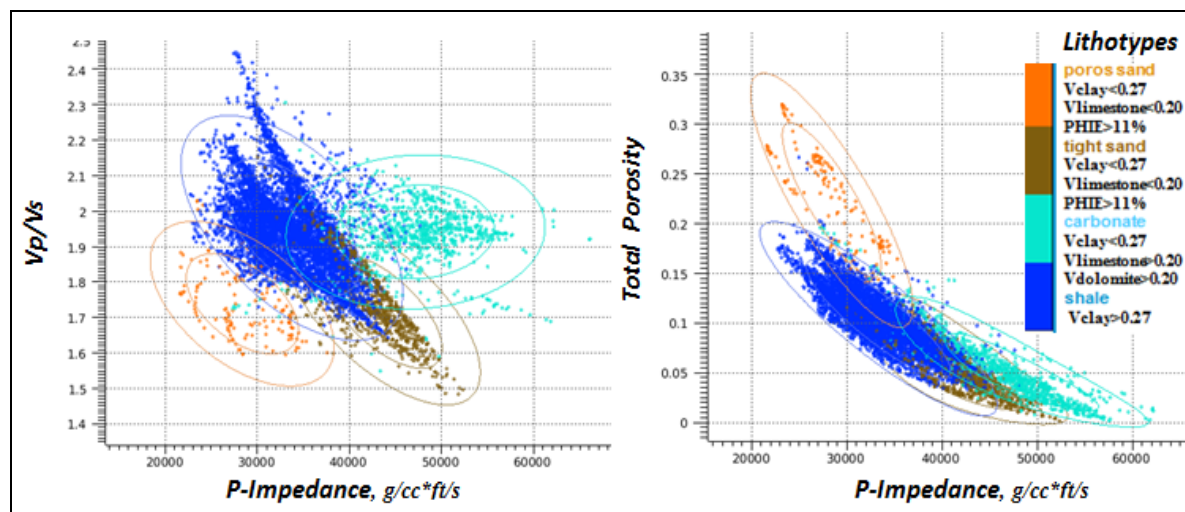 2.5
2.4
2.3
2.2
2.1
2
1.9
1.8
1.7
1.6
1.5
1.4
Vp/Vs
20000 30000 40000 50000 60000
P-Impedance, g/cc*ft/s
0.35
0.3
0.25
0.2
0.15
0.1
0.05
0
Total Porosity
20000 30000 40000 50000 60000
P-Impedance, g/cc*ft/s
Lithotypes
poros sand
Vclay<0.27
Vlimestone<0.20
PHIE>11%
tight sand
Vclay<0.27
Vlimestone<0.20
PHIE>11%
carbonate
Vclay<0.27
Vlimestone>0.20
Vdolomite>0.20
shale
Vclay>0.27